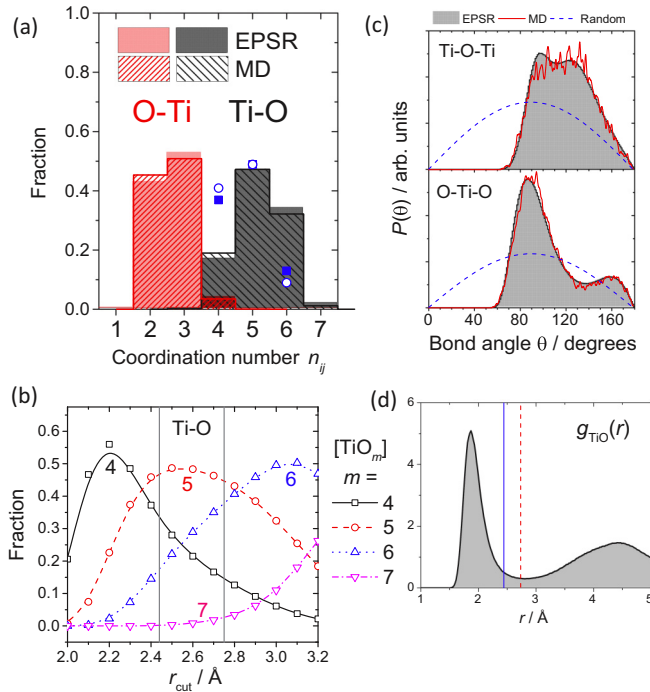 (a)
EPSR
MD
O-Ti
Ti-O
Fraction
0.0
0.2
0.4
0.6
0.8
1.0
1 2 3 4 5 6 7
Coordination number n_ij
(c)
EPSR MD Random
Ti-O-Ti
O-Ti-O
P(θ) / arb. units
0 40 80 120 160
Bond angle θ / degrees
(b)
Ti-O
4
5
6
7
Fraction
0.0
0.1
0.2
0.3
0.4
0.5
0.6
2.0 2.2 2.4 2.6 2.8 3.0 3.2
r_cut / Å
[TiO_m]
m =
4
5
6
7
(d)
g_TiO(r)
0
2
4
6
1 2 3 4 5
r / Å